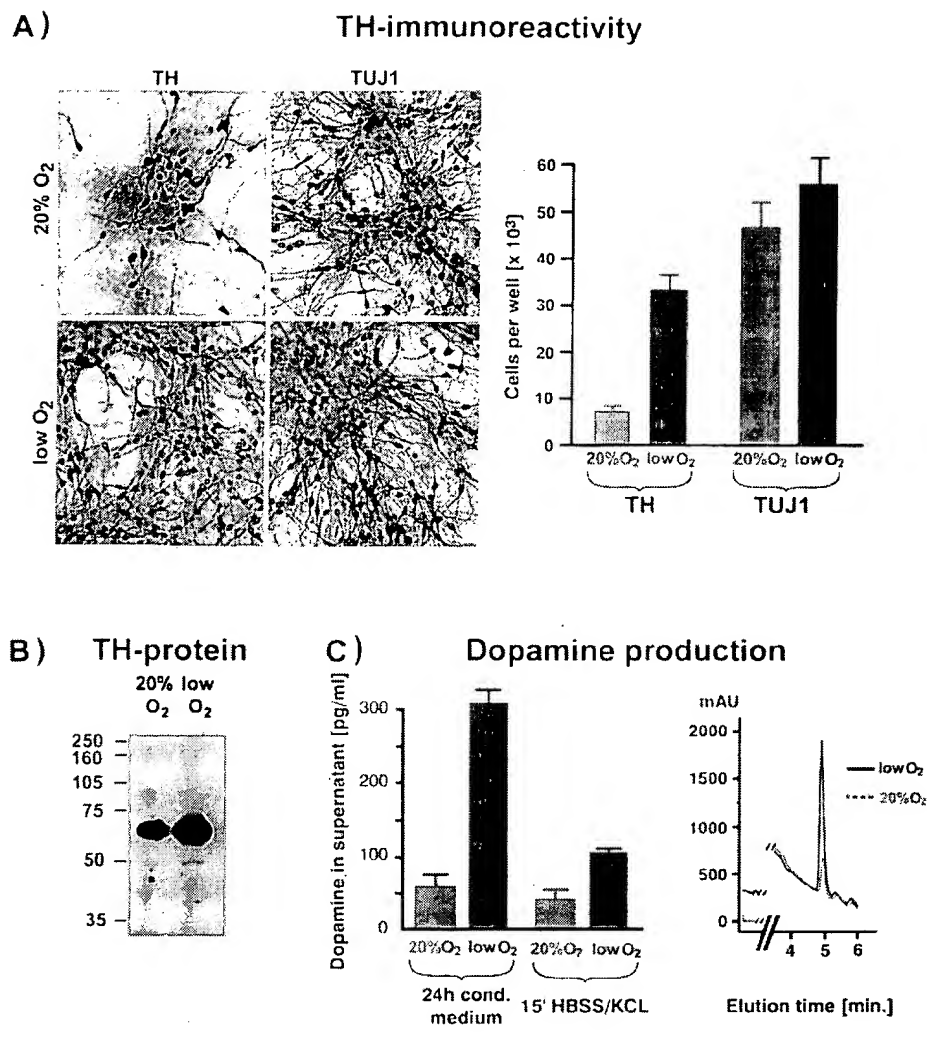 A) TH-immunoreactivity
TH TUJ1
20% O2
low O2
Cells per well [x 10³]
60
50
40
30
20
10
0
20%O2 lowO2 20%O2 lowO2
TH TUJ1
B) TH-protein
20% low
O2 O2
250
160
105
75
50
35
C) Dopamine production
Dopamine in supernatant [pg/ml]
300
200
100
0
20%O2 lowO2 20%O2 lowO2
24h cond. 15' HBSS/KCL
medium
mAU
2000
1500
1000
500
0
lowO2
20%O2
4 5 6
Elution time [min.]